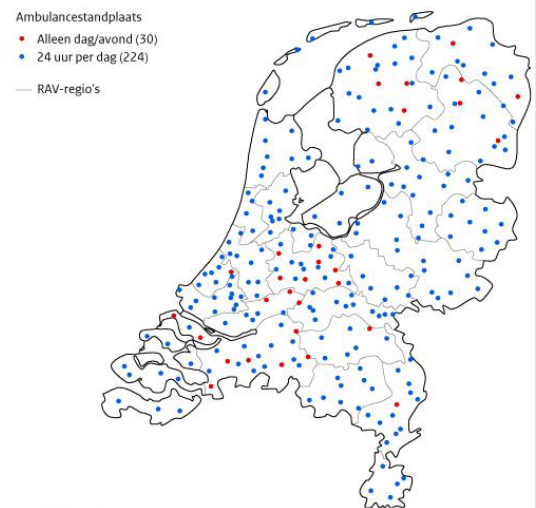 Ambulancestandplaats
Alleen dag/avond (30)
24 uur per dag (224)
RAV-regio's